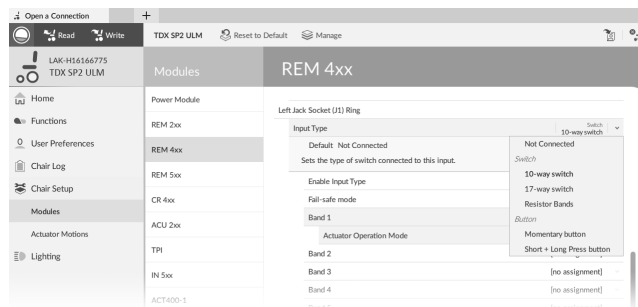 Open a Connection
+
Read Write TDX SP2 ULM Reset to Default Manage
LAK-H16166775
TDX SP2 ULM
Modules
REM 4xx
Home
Functions
User Preferences
Chair Log
Chair Setup
Modules
Actuator Motions
Lighting
Power Module
REM 2xx
REM 4xx
REM 5xx
CR 4xx
ACU 2xx
TPI
IN 5xx
ACT400-1
Left Jack Socket (J1) Ring
Input Type
Switch
10-way switch
Default Not Connected
Sets the type of switch connected to this input.
Enable Input Type
Fail-safe mode
Band 1
Actuator Operation Mode
Band 2
Band 3 [no assignment]
Band 4 [no assignment]
Not Connected
Switch
10-way switch
17-way switch
Resistor Bands
Button
Momentary button
Short + Long Press button